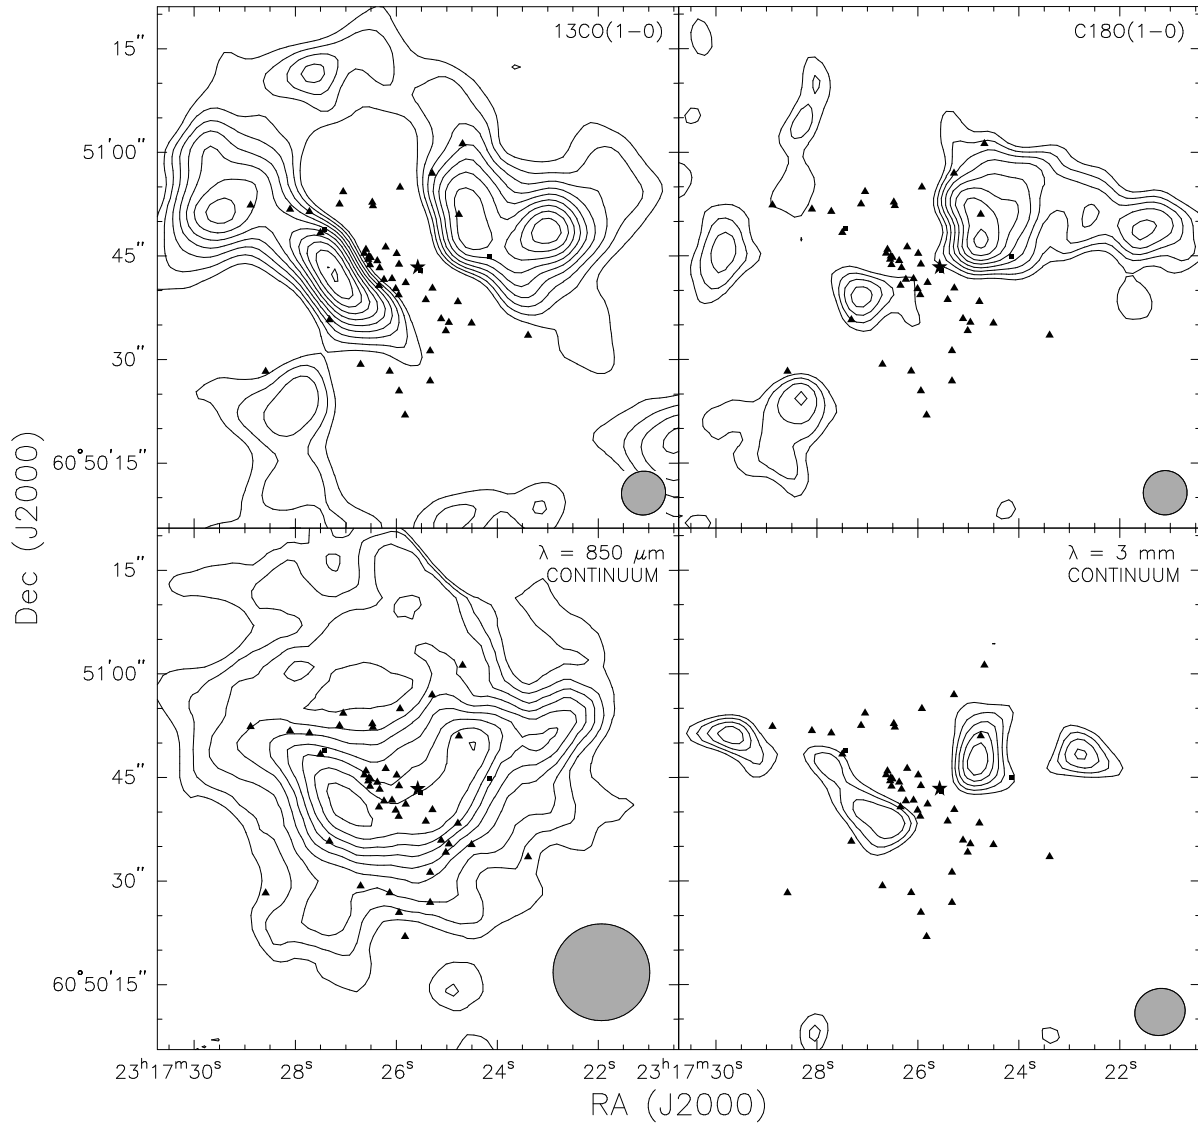 13CO(1-0)
C18O(1-0)
15″
51′00″
45″
30″
60°50′15″
λ = 850 μm
CONTINUUM
λ = 3 mm
CONTINUUM
15″
51′00″
45″
30″
60°50′15″
Dec (J2000)
23ʰ17ᵐ30ˢ 28ˢ 26ˢ 24ˢ 22ˢ 23ʰ17ᵐ30ˢ 28ˢ 26ˢ 24ˢ 22ˢ
RA (J2000)